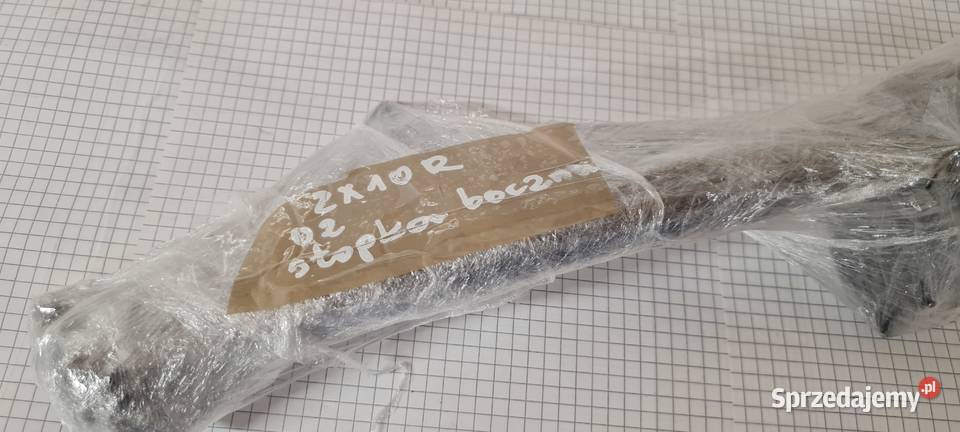 ZX10R
02
stopka boczna
Sprzedajemy.pl